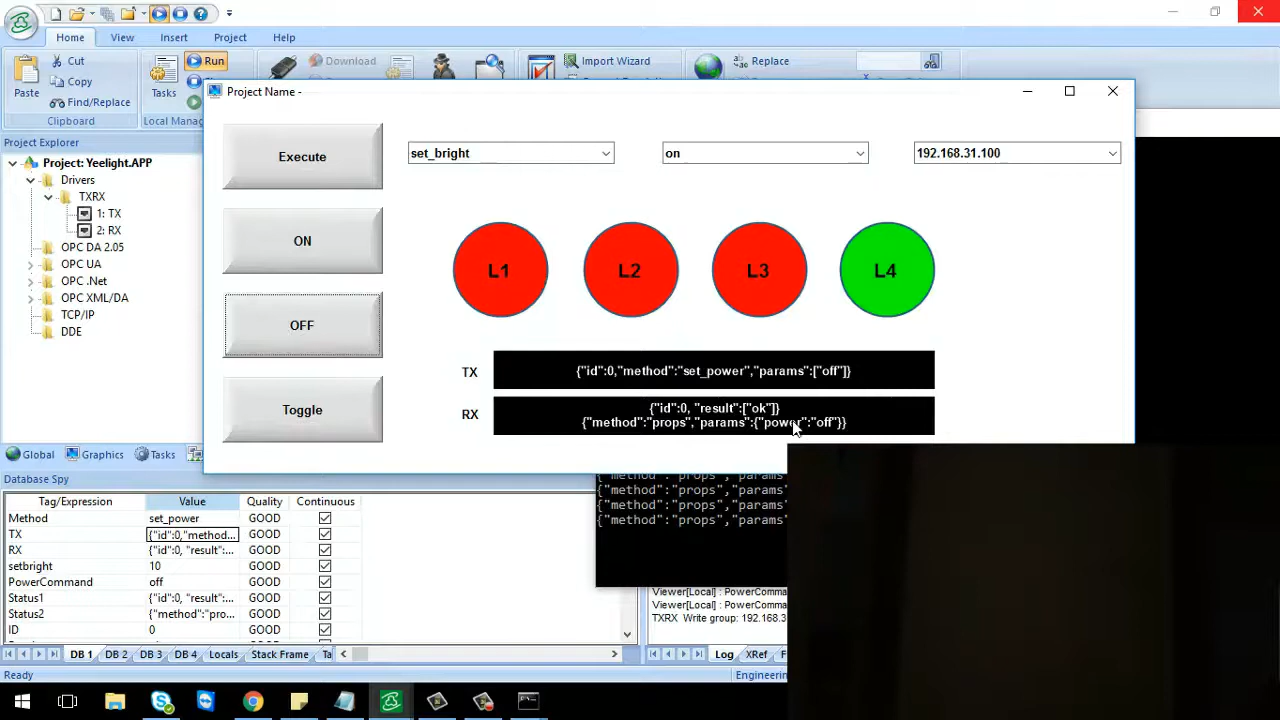 Home View Insert Project Help
Cut
Copy
Paste
Find/Replace
Clipboard
Run
Tasks
Local Manag
Download
Import Wizard
Replace
Project Explorer
Project: Yeelight.APP
Drivers
TXRX
1: TX
2: RX
OPC DA 2.05
OPC UA
OPC .Net
OPC XML/DA
TCP/IP
DDE
Global Graphics Tasks
Project Name -
Execute
ON
OFF
Toggle
set_bright
on
192.168.31.100
L1 L2 L3 L4
TX
{"id":0,"method":"set_power","params":["off"]}
RX
{"id":0, "result":["ok"]}
{"method":"props","params":{"power":"off"}}
{"method":"props","params"
{"method":"props","params"
{"method":"props","params"
{"method":"props","params"
Database Spy
Tag/Expression Value Quality Continuous
Method set_power GOOD
TX {"id":0,"method... GOOD
RX {"id":0, "result":... GOOD
setbright 10 GOOD
PowerCommand off GOOD
Status1 {"id":0, "result":... GOOD
Status2 {"method":"pro... GOOD
ID 0 GOOD
DB 1 DB 2 DB 3 DB 4 Locals Stack Frame Ta
Viewer[Local] : PowerComma
Viewer[Local] : PowerComma
TXRX Write group: 192.168.3
Log XRef F
Ready
Engineering